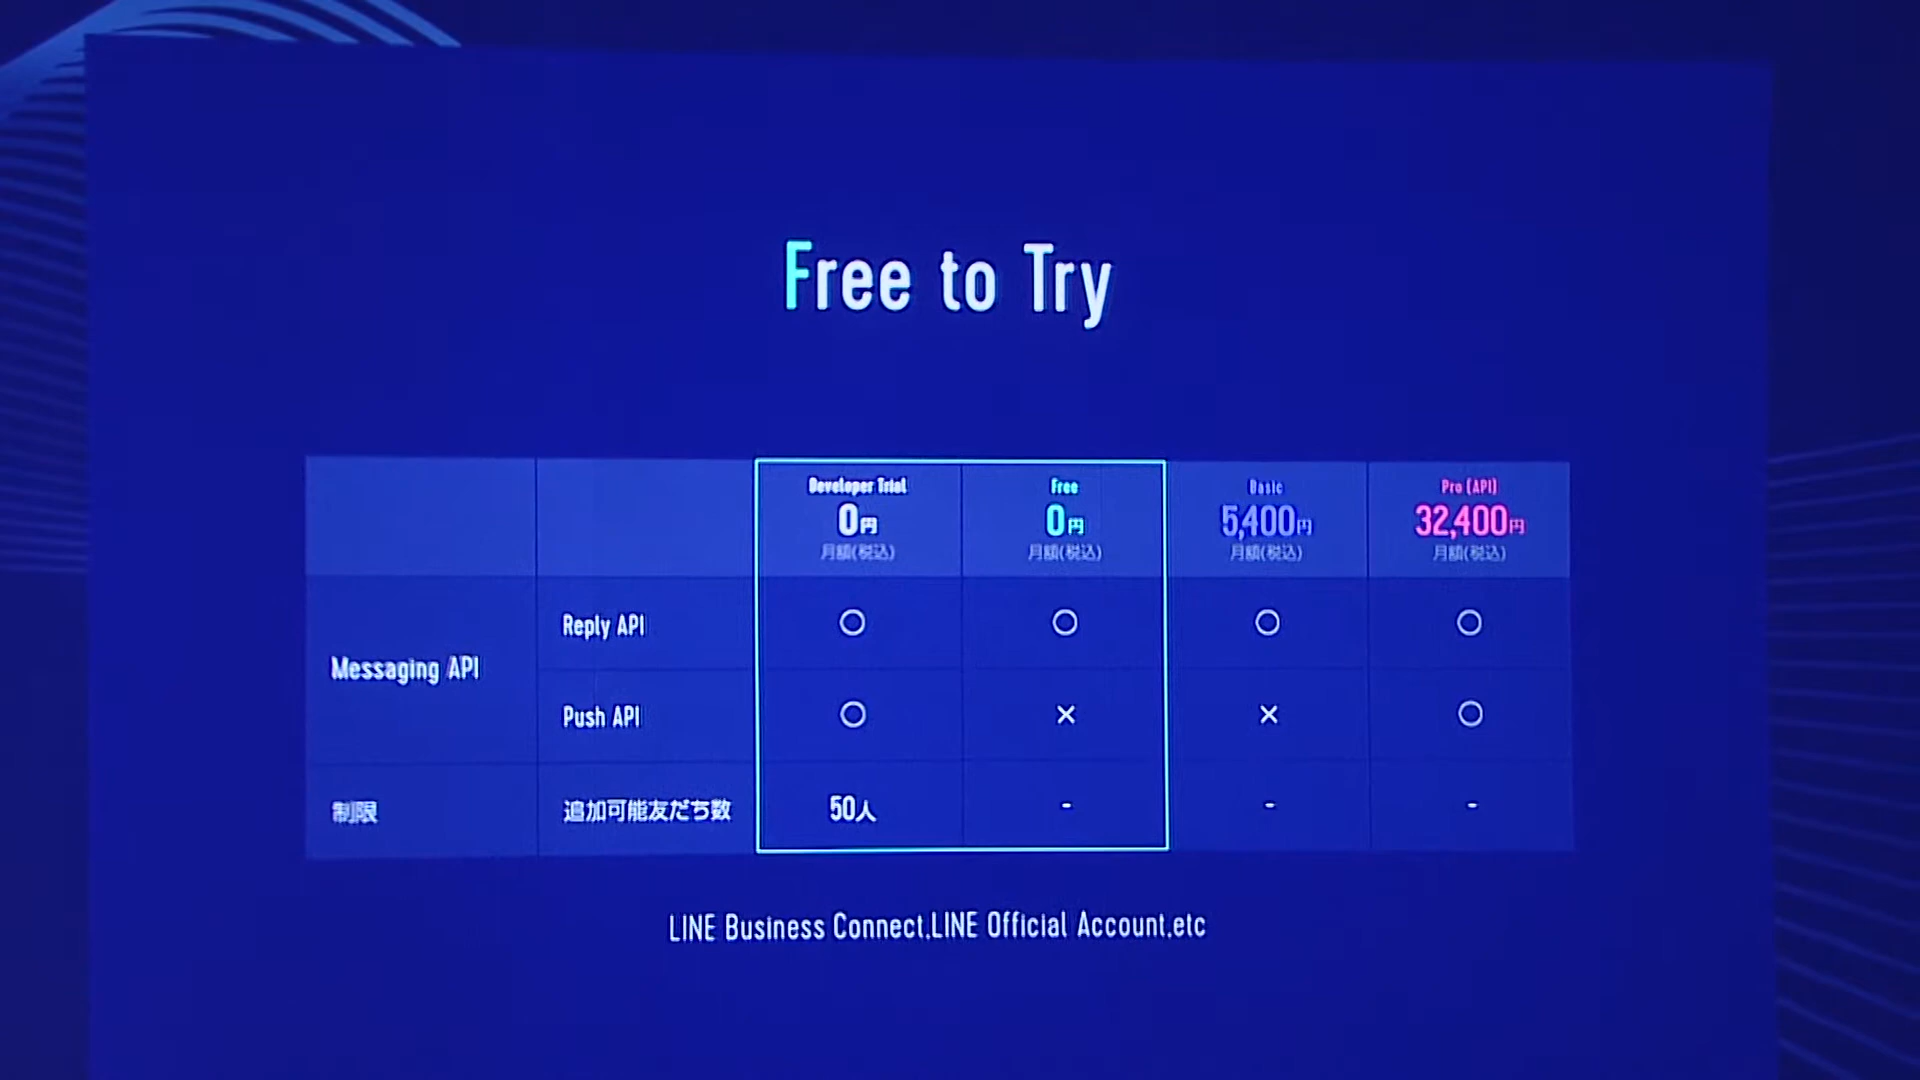 Free to Try
Developer Trial Free Basic Pro (API)
0円 0円 5,400円 32,400円
月額(税込) 月額(税込) 月額(税込) 月額(税込)
Messaging API
Reply API ○ ○ ○ ○
Push API ○ × × ○
制限 追加可能友だち数 50人 - - -
LINE Business Connect,LINE Official Account,etc